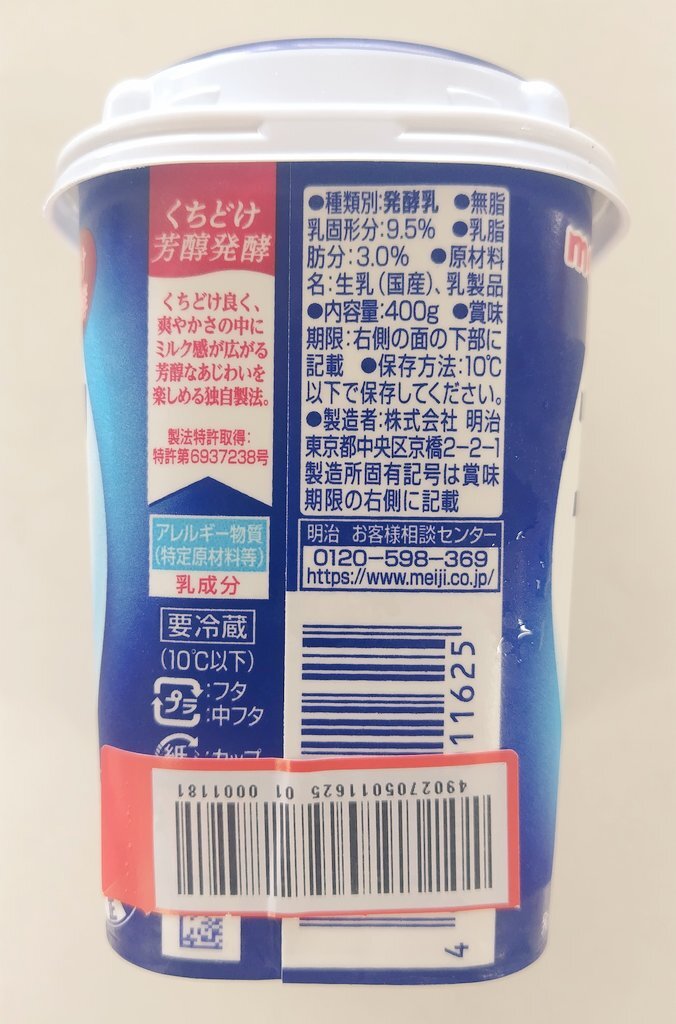 くちどけ
芳醇発酵
くちどけ良く、
爽やかさの中に
ミルク感が広がる
芳醇なあじわいを
楽しめる独自製法。
製法特許取得:
特許第6937238号
アレルギー物質
(特定原材料等)
乳成分
要冷蔵
(10℃以下)
プラ:フタ
:中フタ
紙:カップ
●種類別:発酵乳 ●無脂
乳固形分:9.5% ●乳脂
肪分:3.0% ●原材料
名:生乳(国産)、乳製品
●内容量:400g ●賞味
期限:右側の面の下部に
記載 ●保存方法:10℃
以下で保存してください。
●製造者:株式会社 明治
東京都中央区京橋2-2-1
製造所固有記号は賞味
期限の右側に記載
明治 お客様相談センター
0120-598-369
https://www.meiji.co.jp/
11625
4902705011625 01 0001181
4
m